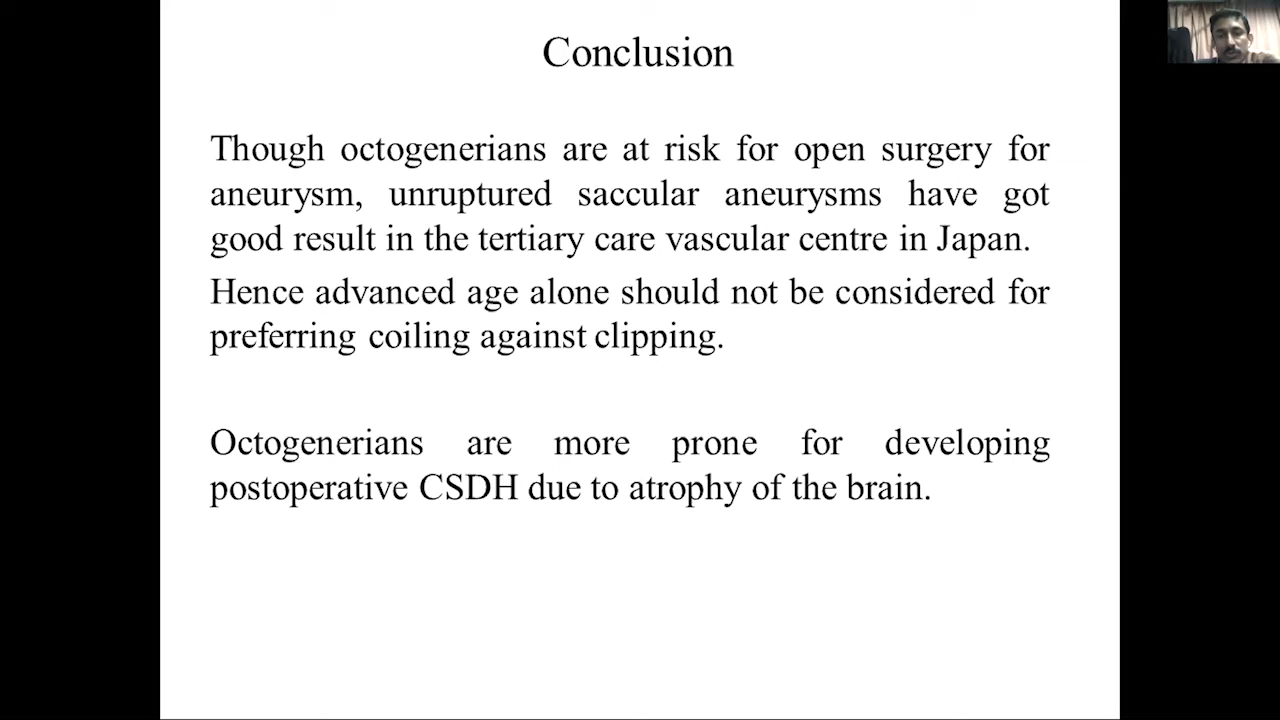 Conclusion
Though octogenerians are at risk for open surgery for
aneurysm, unruptured saccular aneurysms have got
good result in the tertiary care vascular centre in Japan.
Hence advanced age alone should not be considered for
preferring coiling against clipping.
Octogenerians are more prone for developing
postoperative CSDH due to atrophy of the brain.